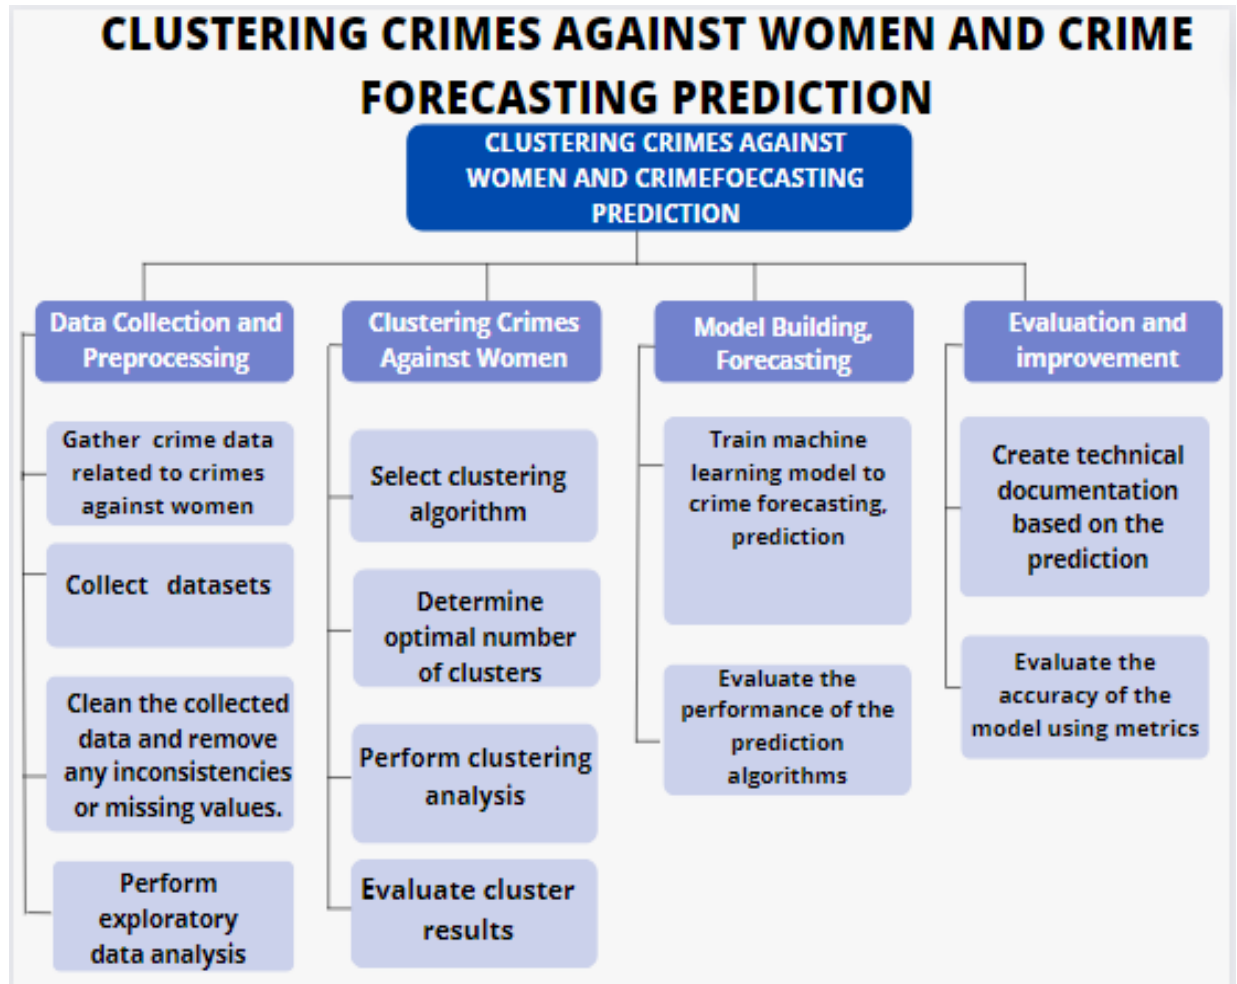 CLUSTERING CRIMES AGAINST WOMEN AND CRIME
FORECASTING PREDICTION
CLUSTERING CRIMES AGAINST
WOMEN AND CRIMEFOECASTING
PREDICTION
Data Collection and
Preprocessing
Gather crime data
related to crimes
against women
Collect datasets
Clean the collected
data and remove
any inconsistencies
or missing values.
Perform
exploratory
data analysis
Clustering Crimes
Against Women
Select clustering
algorithm
Determine
optimal number
of clusters
Perform clustering
analysis
Evaluate cluster
results
Model Building,
Forecasting
Train machine
learning model to
crime forecasting,
prediction
Evaluate the
performance of the
prediction
algorithms
Evaluation and
improvement
Create technical
documentation
based on the
prediction
Evaluate the
accuracy of the
model using metrics